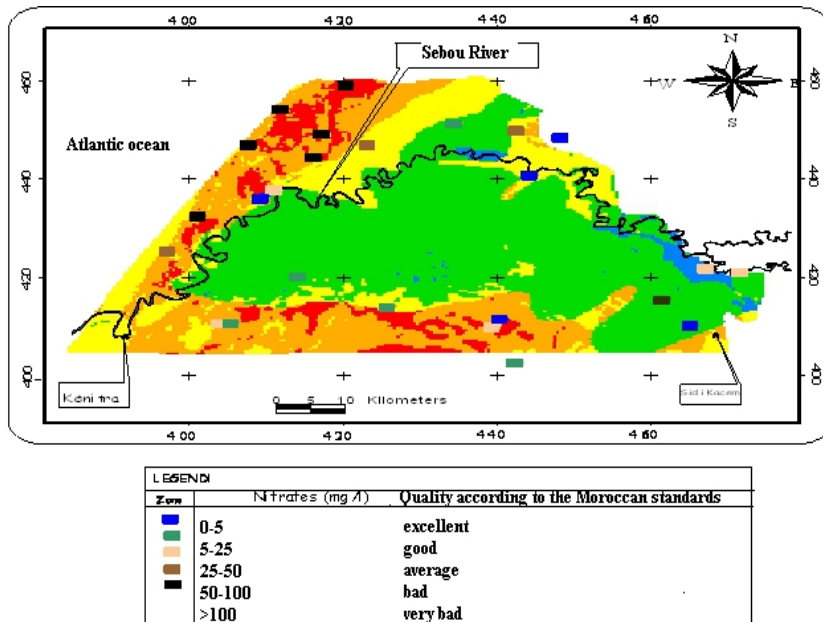 400 420 440 460
Sebou River
N
W E
S
460 460
Atlantic ocean
440 440
420 420
400 400
Kenitra
Sidi Kacem
0 5 10 Kilometers
400 420 440 460
LEGEND
Zone Nitrates (mg/l) Quality according to the Moroccan standards
0-5 excellent
5-25 good
25-50 average
50-100 bad
>100 very bad